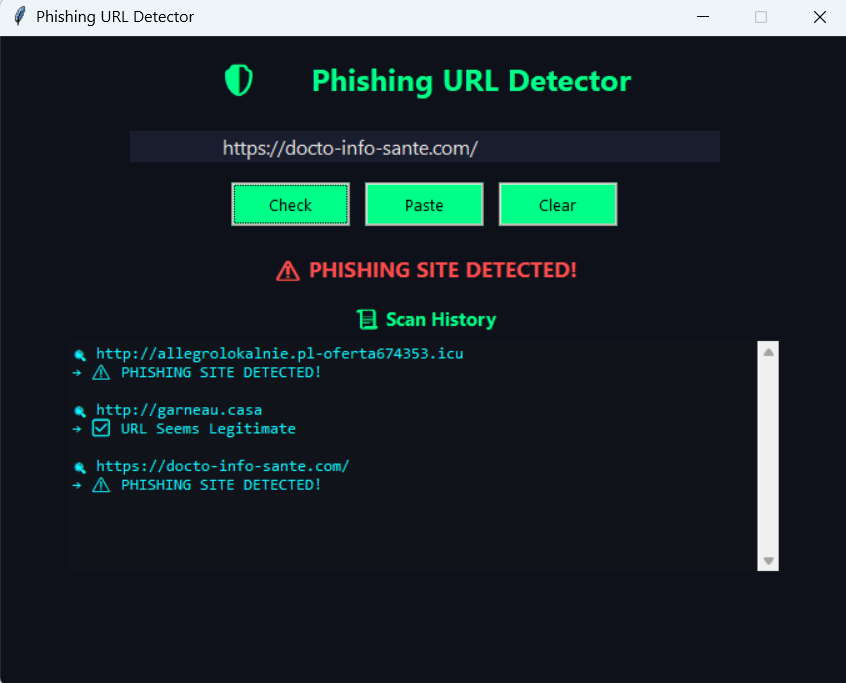 Phishing URL Detector
Phishing URL Detector
https://docto-info-sante.com/
Check Paste Clear
⚠ PHISHING SITE DETECTED!
Scan History
http://allegrolokalnie.pl-oferta674353.icu
→ ⚠ PHISHING SITE DETECTED!
http://garneau.casa
→ ☑ URL Seems Legitimate
https://docto-info-sante.com/
→ ⚠ PHISHING SITE DETECTED!